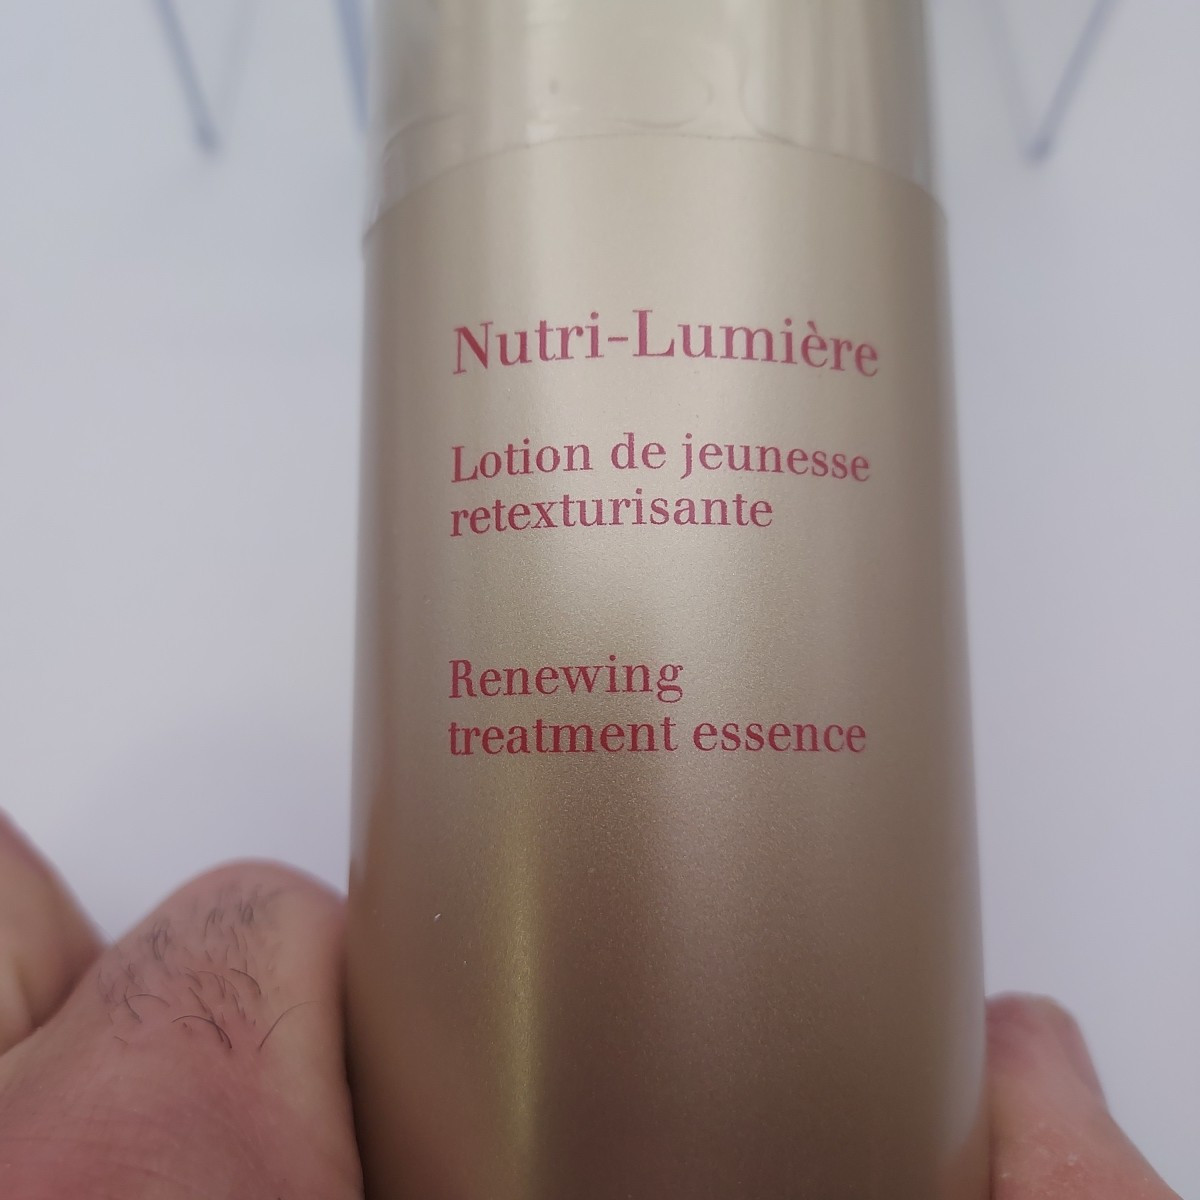 Nutri-Lumière
Lotion de jeunesse
retexturisante
Renewing
treatment essence